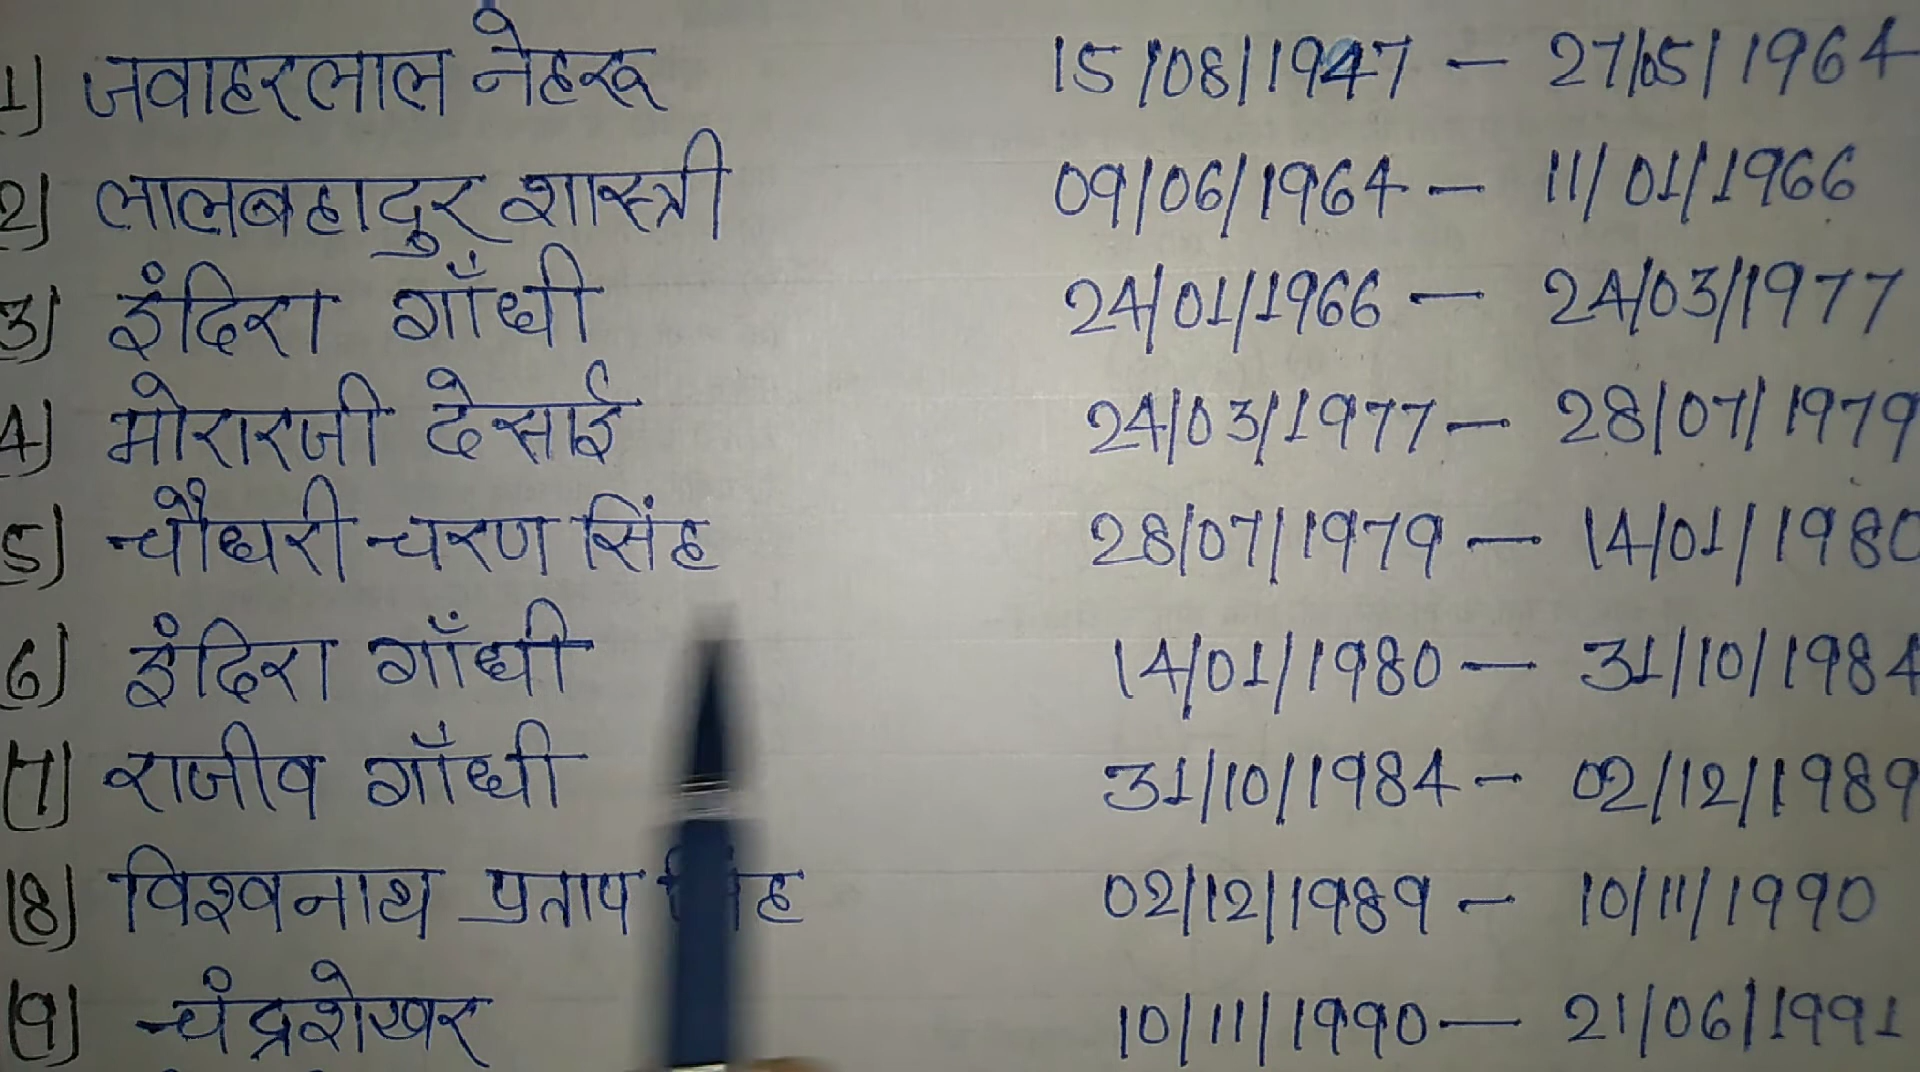 1) जवाहरलाल नेहरू 15/08/1947 — 27/05/1964
2) लालबहादुर शास्त्री 09/06/1964 — 11/01/1966
3) इंदिरा गाँधी 24/01/1966 — 24/03/1977
4) मोरारजी देसाई 24/03/1977 — 28/07/1979
5) चौधरी चरण सिंह 28/07/1979 — 14/01/1980
6) इंदिरा गाँधी 14/01/1980 — 31/10/1984
(7) राजीव गाँधी 31/10/1984 — 02/12/1989
(8) विश्वनाथ प्रताप सिंह 02/12/1989 — 10/11/1990
(9) चंद्रशेखर 10/11/1990 — 21/06/1991